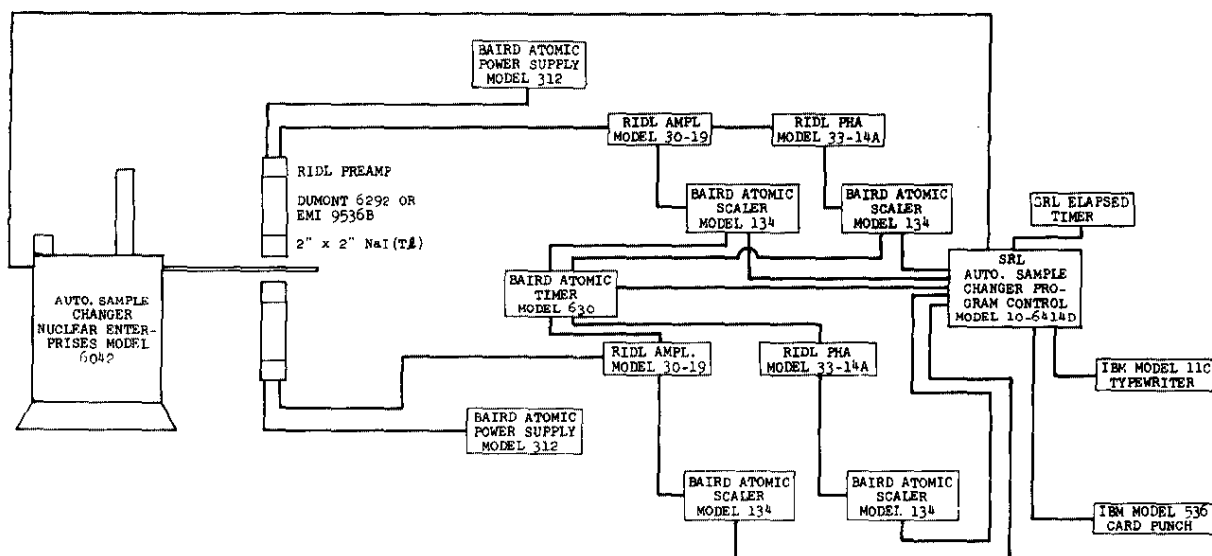 BAIRD ATOMIC
POWER SUPPLY
MODEL 312
RIDL AMPL
MODEL 30-19
RIDL PHA
MODEL 33-14A
RIDL PREAMP
DUMONT 6292 OR
EMI 9536B
2" x 2" NaI(Tℓ)
BAIRD ATOMIC
SCALER
MODEL 134
BAIRD ATOMIC
SCALER
MODEL 134
SRL ELAPSED
TIMER
SRL
AUTO. SAMPLE
CHANGER PRO-
GRAM CONTROL
MODEL 10-6414D
BAIRD ATOMIC
TIMER
MODEL 630
AUTO. SAMPLE
CHANGER
NUCLEAR ENTER-
PRISES MODEL
6042
RIDL AMPL.
MODEL 30-19
RIDL PHA
MODEL 33-14A
IBM MODEL 11C
TYPEWRITER
BAIRD ATOMIC
POWER SUPPLY
MODEL 312
BAIRD ATOMIC
SCALER
MODEL 134
BAIRD ATOMIC
SCALER
MODEL 134
IBM MODEL 536
CARD PUNCH